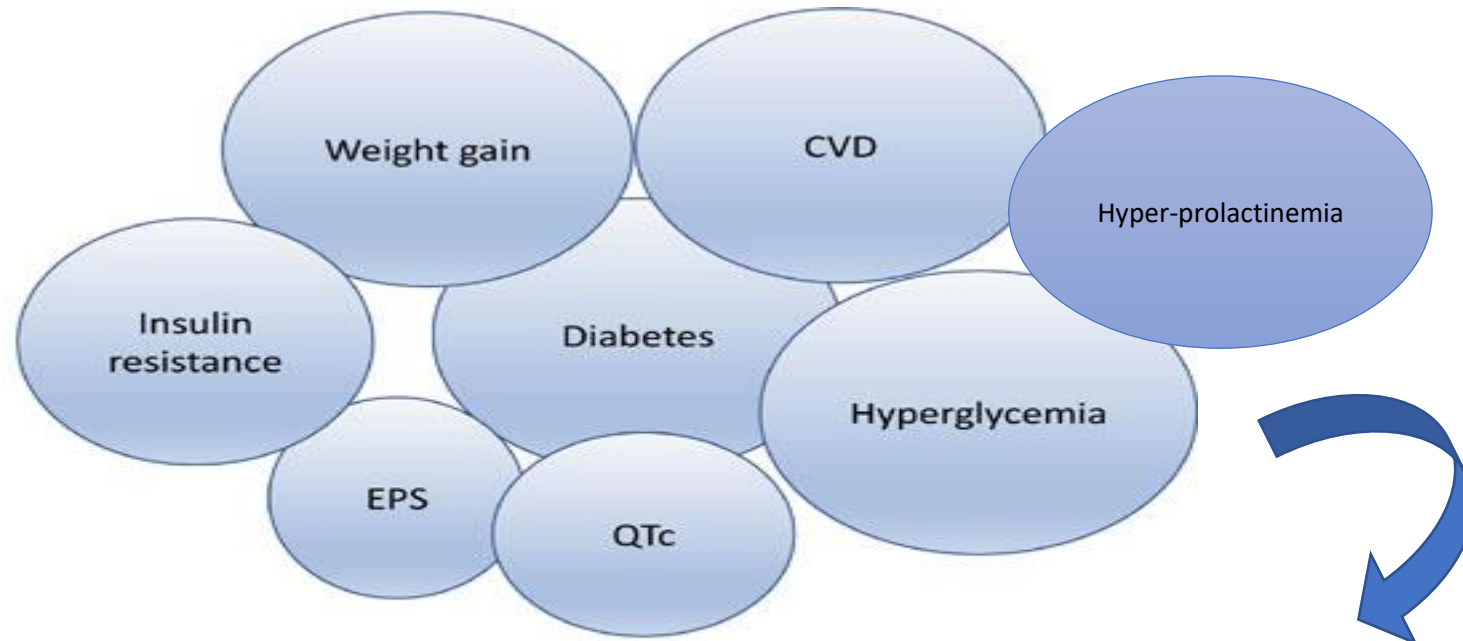 Weight gain
CVD
Hyper-prolactinemia
Insulin
resistance
Diabetes
Hyperglycemia
EPS
QTc